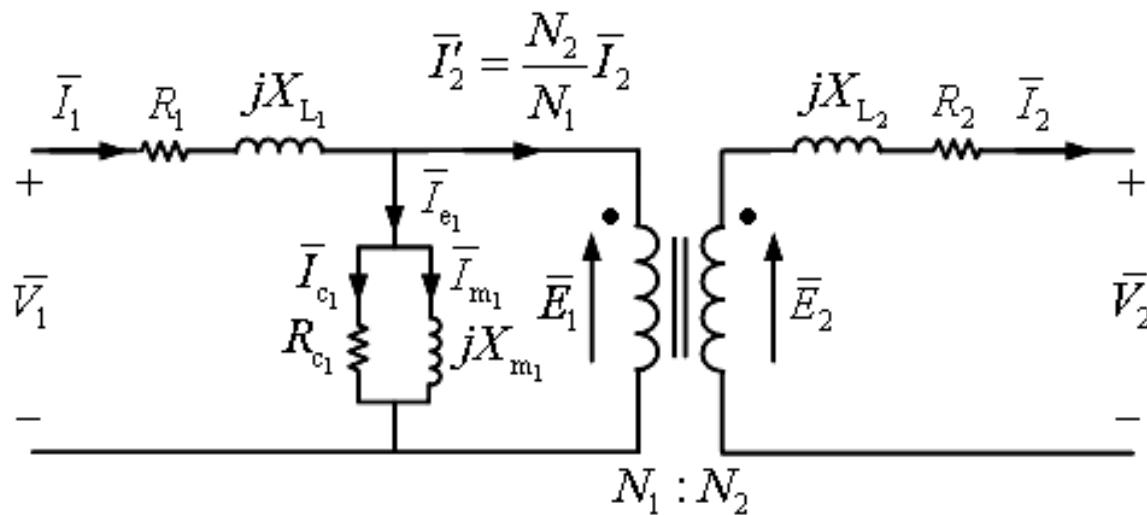 Ī₂′ = N₂/N₁ Ī₂
Ī₁ R₁ jX_L₁ jX_L₂ R₂ Ī₂
+ Ī_e₁ +
V̄₁ Ī_c₁ Ī_m₁ Ē₁ Ē₂ V̄₂
R_c₁ jX_m₁
− −
N₁ : N₂